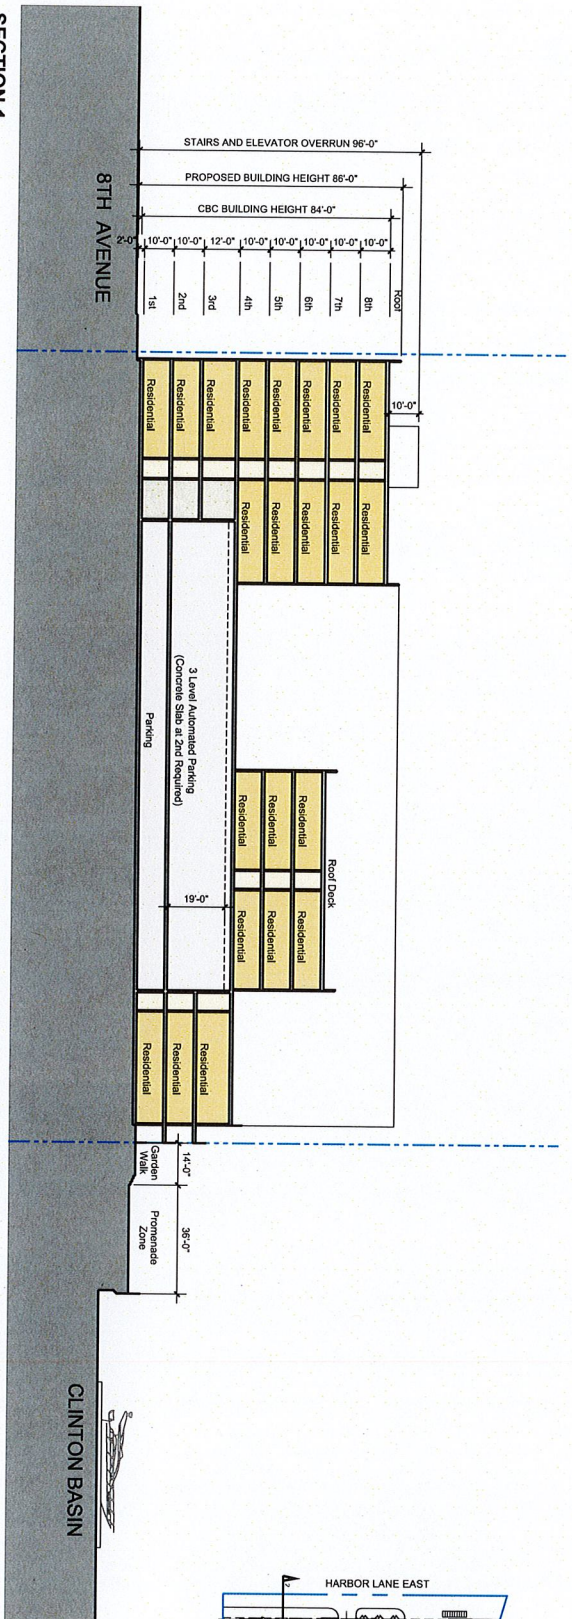 SECTION 1
STAIRS AND ELEVATOR OVERRUN 96'-0"
PROPOSED BUILDING HEIGHT 86'-0"
CBC BUILDING HEIGHT 84'-0"
2'-0" 10'-0" 10'-0" 12'-0" 10'-0" 10'-0" 10'-0" 10'-0" 10'-0"
Roof
8th
7th
6th
5th
4th
3rd
2nd
1st
8TH AVENUE
10'-0"
Residential
Residential
Residential
Residential
Residential
Residential
Residential
Residential
Residential
Residential
Residential
Residential
Residential
3 Level Automated Parking
(Concrete Slab at 2nd Required)
Parking
19'-0"
Roof Deck
Residential
Residential
Residential
Residential
Residential
Residential
Residential
Residential
Residential
14'-0"
Garden
Walk
36'-0"
Promenade
Zone
CLINTON BASIN
HARBOR LANE EAST